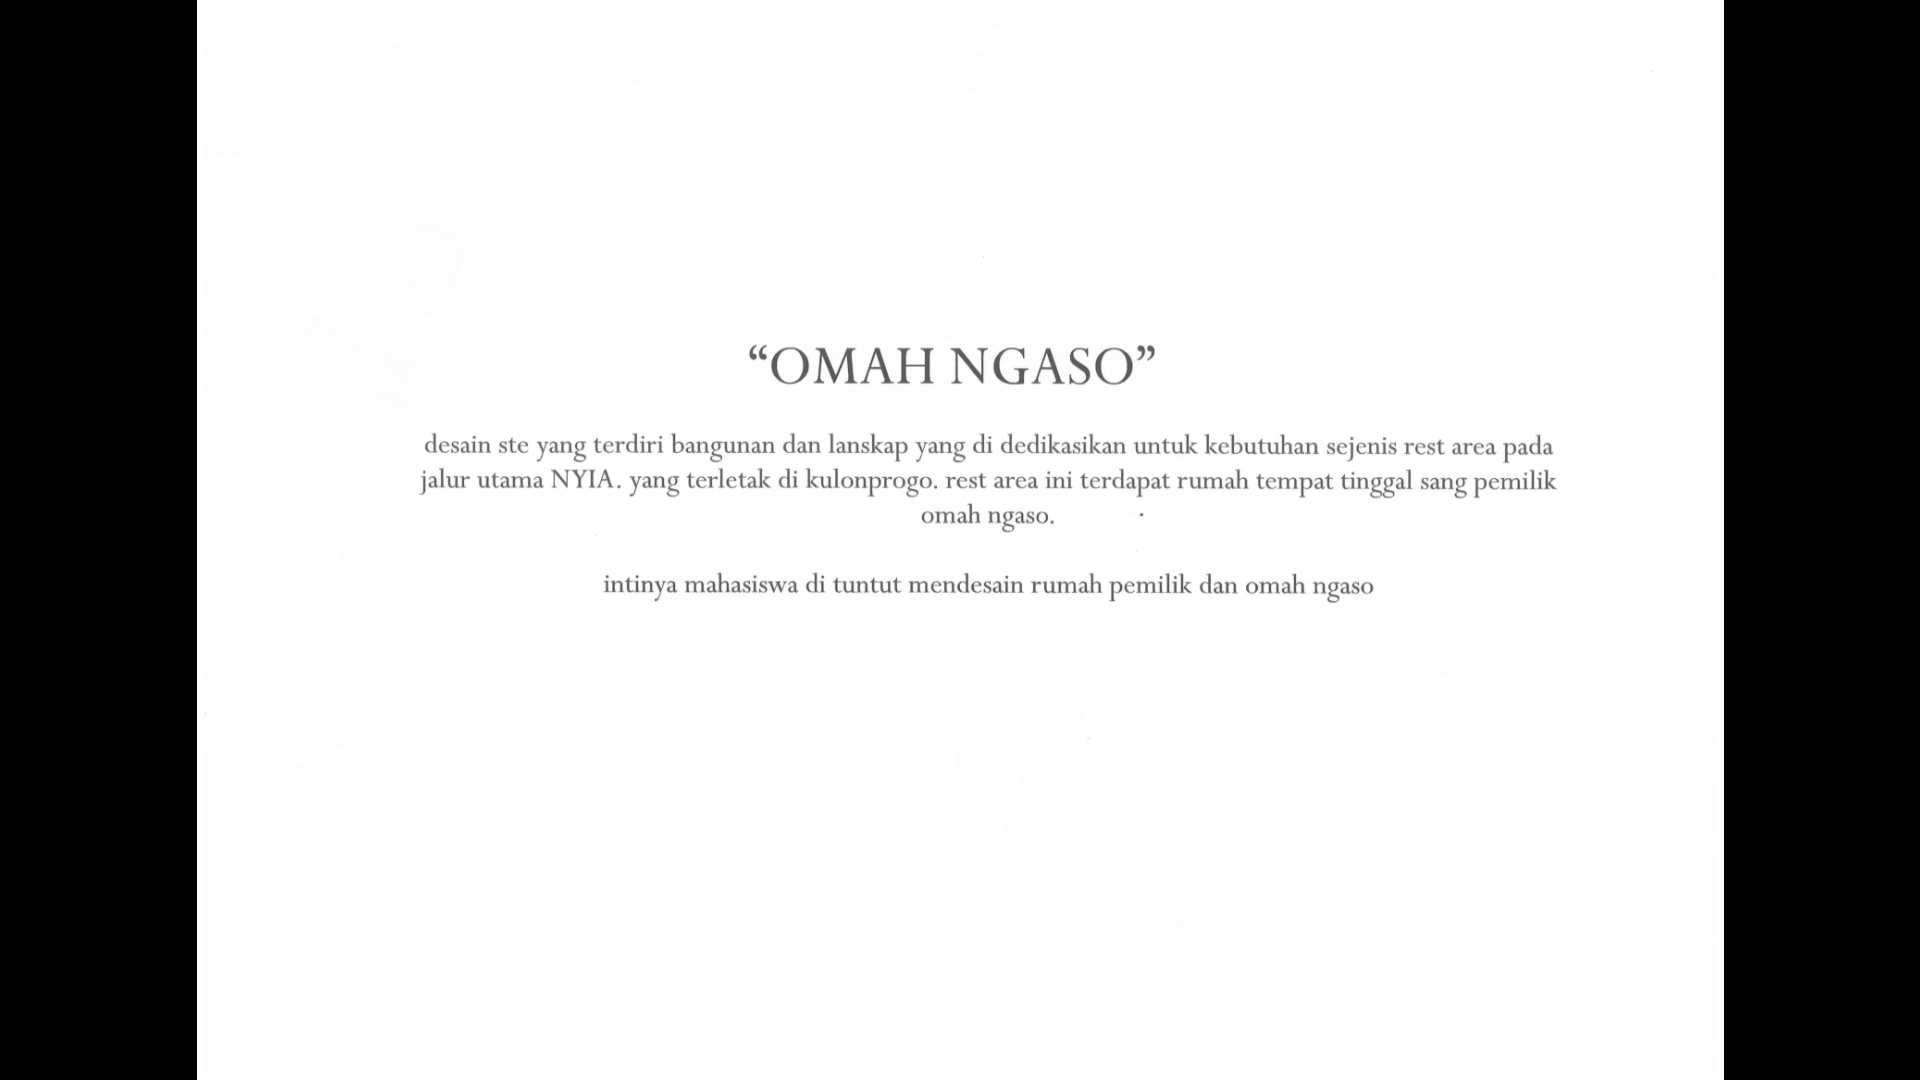 “OMAH NGASO”
desain ste yang terdiri bangunan dan lanskap yang di dedikasikan untuk kebutuhan sejenis rest area pada
jalur utama NYIA. yang terletak di kulonprogo. rest area ini terdapat rumah tempat tinggal sang pemilik
omah ngaso.
intinya mahasiswa di tuntut mendesain rumah pemilik dan omah ngaso